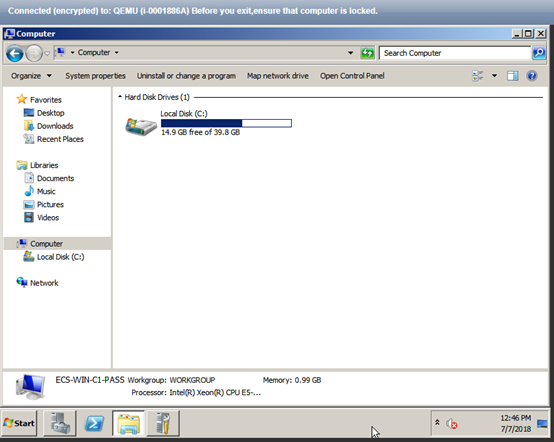 Connected (encrypted) to: QEMU (i-0001886A) Before you exit,ensure that computer is locked.
Computer
Computer
Search Computer
Organize System properties Uninstall or change a program Map network drive Open Control Panel
Favorites
Desktop
Downloads
Recent Places
Libraries
Documents
Music
Pictures
Videos
Computer
Local Disk (C:)
Network
Hard Disk Drives (1)
Local Disk (C:)
14.9 GB free of 39.8 GB
ECS-WIN-C1-PASS Workgroup: WORKGROUP Memory: 0.99 GB
Processor: Intel(R) Xeon(R) CPU E5-...
Start
12:46 PM
7/7/2018